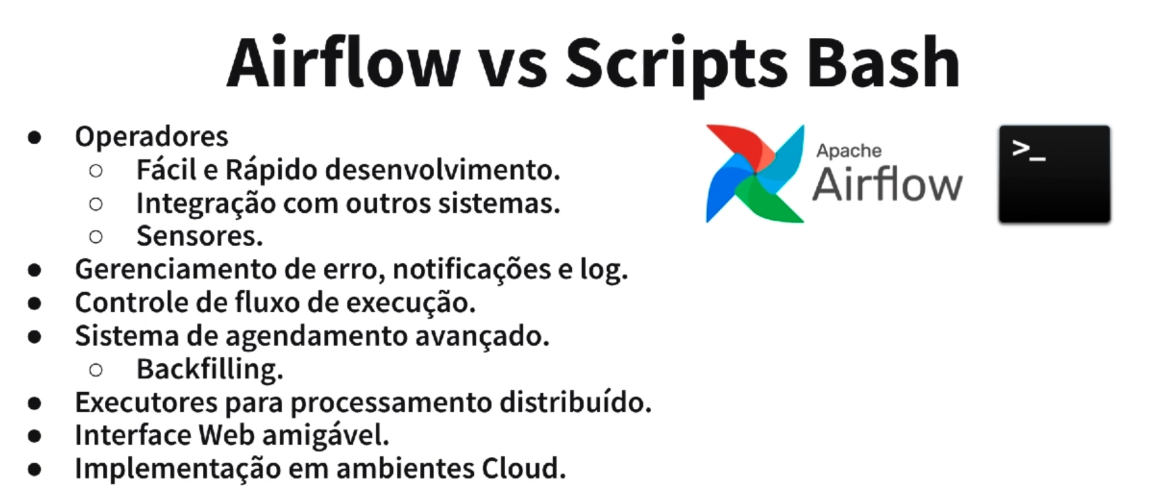 Airflow vs Scripts Bash
● Operadores
○ Fácil e Rápido desenvolvimento.
○ Integração com outros sistemas.
○ Sensores.
● Gerenciamento de erro, notificações e log.
● Controle de fluxo de execução.
● Sistema de agendamento avançado.
○ Backfilling.
● Executores para processamento distribuído.
● Interface Web amigável.
● Implementação em ambientes Cloud.
Apache
Airflow
>_